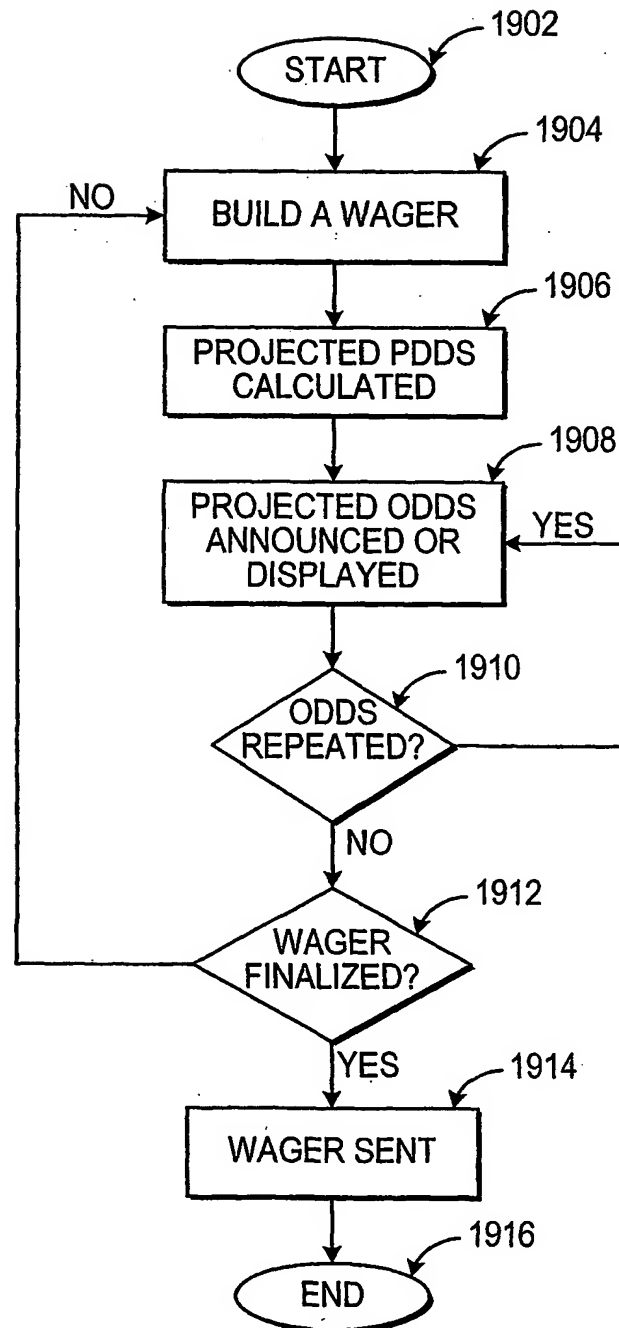 1902
START
1904
NO
BUILD A WAGER
1906
PROJECTED PDDS
CALCULATED
1908
PROJECTED ODDS
ANNOUNCED OR
DISPLAYED
YES
1910
ODDS
REPEATED?
NO
1912
WAGER
FINALIZED?
YES
1914
WAGER SENT
1916
END